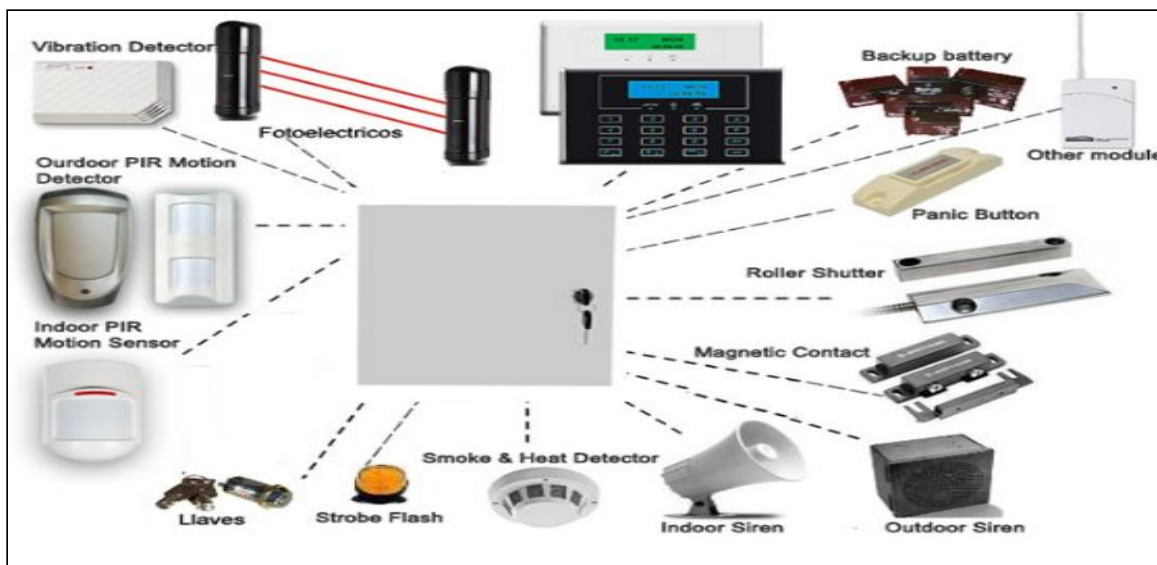 Vibration Detector
Fotoelectricos
Backup battery
Other module
Ourdoor PIR Motion
Detector
Panic Button
Roller Shutter
Indoor PIR
Motion Sensor
Magnetic Contact
Smoke & Heat Detector
Llaves
Strobe Flash
Indoor Siren
Outdoor Siren